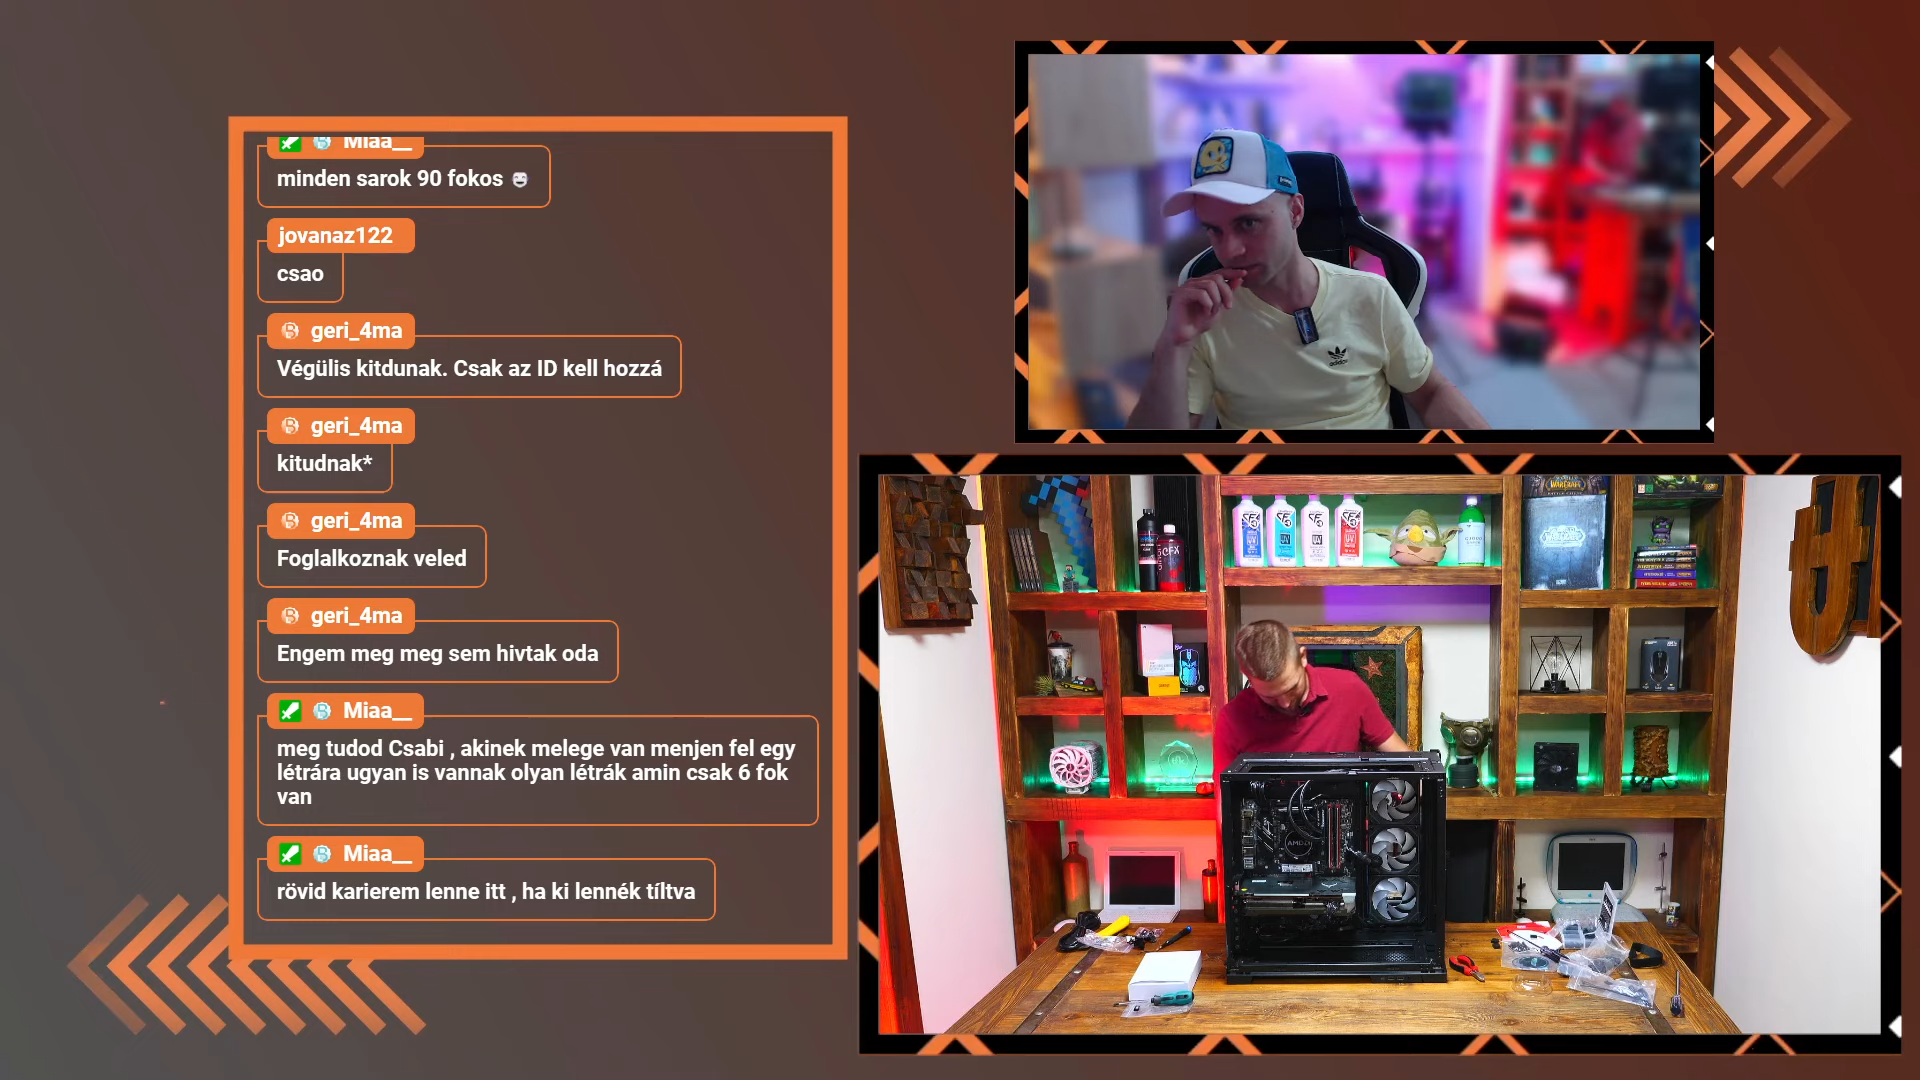 Miaa__
minden sarok 90 fokos
jovanaz122
csao
geri_4ma
Végülis kitdunak. Csak az ID kell hozzá
geri_4ma
kitudnak*
geri_4ma
Foglalkoznak veled
geri_4ma
Engem meg meg sem hivtak oda
Miaa__
meg tudod Csabi , akinek melege van menjen fel egy
létrára ugyan is vannak olyan létrák amin csak 6 fok
van
Miaa__
rövid karierem lenne itt , ha ki lennék tíltva
adidas
AMD